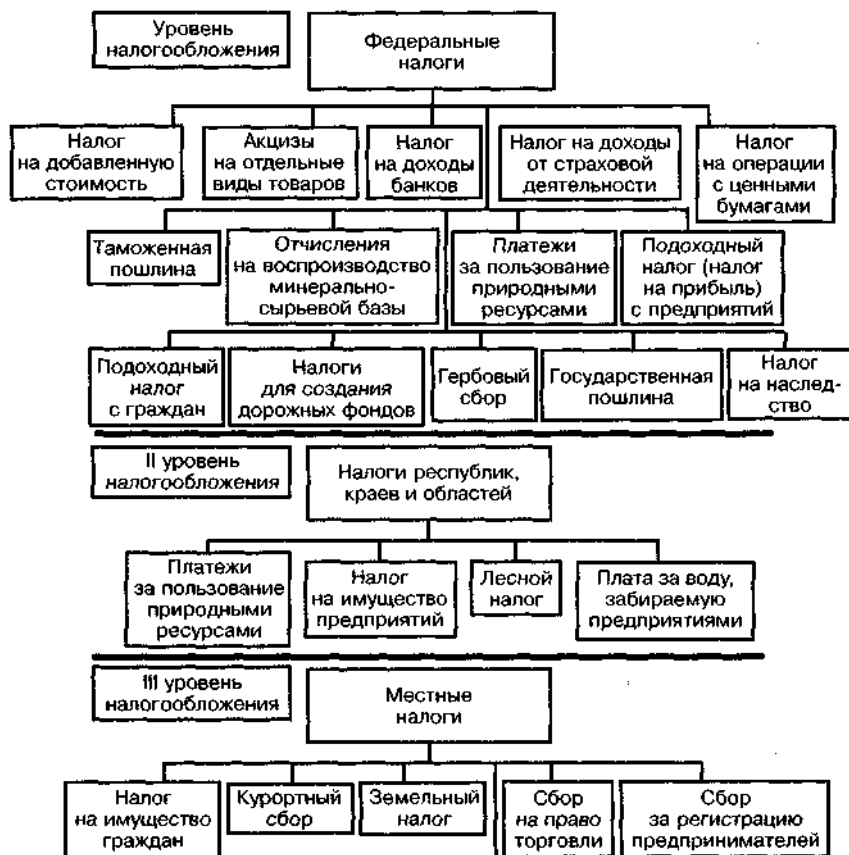 Уровень
налогообложения
Федеральные
налоги
Налог
на добавленную
стоимость
Акцизы
на отдельные
виды товаров
Налог
на доходы
банков
Налог на доходы
от страховой
деятельности
Налог
на операции
с ценными
бумагами
Таможенная
пошлина
Отчисления
на воспроизводство
минерально-
сырьевой базы
Платежи
за пользование
природными
ресурсами
Подоходный
налог (налог
на прибыль)
с предприятий
Подоходный
налог
с граждан
Налоги
для создания
дорожных фондов
Гербовый
сбор
Государственная
пошлина
Налог
на наслед-
ство
II уровень
налогообложения
Налоги республик,
краев и областей
Платежи
за пользование
природными
ресурсами
Налог
на имущество
предприятий
Лесной
налог
Плата за воду,
забираемую
предприятиями
III уровень
налогообложения
Местные
налоги
Налог
на имущество
граждан
Курортный
сбор
Земельный
налог
Сбор
на право
торговли
Сбор
за регистрацию
предпринимателей